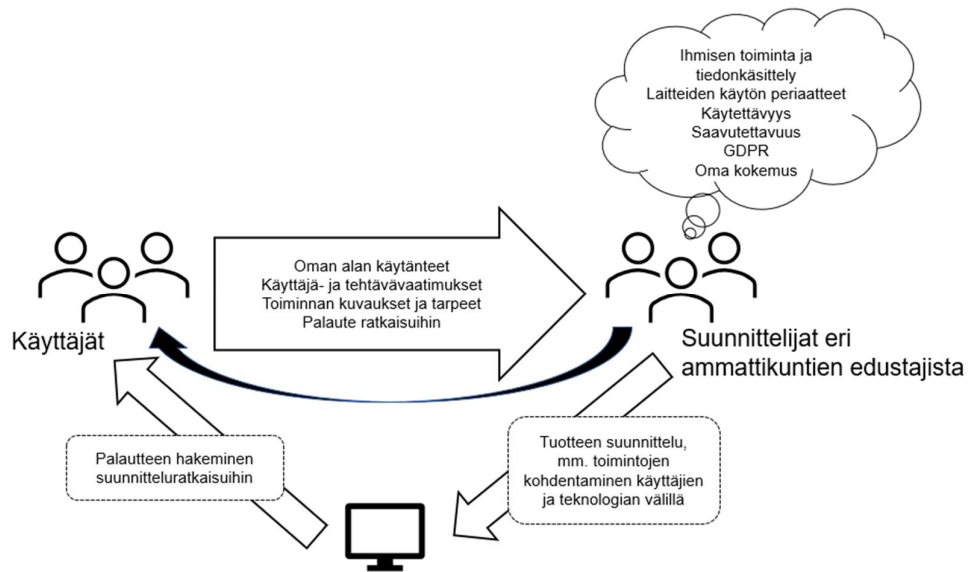 Ihmisen toiminta ja
tiedonkäsittely
Laitteiden käytön periaatteet
Käytettävyys
Saavutettavuus
GDPR
Oma kokemus
Oman alan käytänteet
Käyttäjä- ja tehtävävaatimukset
Toiminnan kuvaukset ja tarpeet
Palaute ratkaisuihin
Käyttäjät
Suunnittelijat eri
ammattikuntien edustajista
Palautteen hakeminen
suunnitteluratkaisuihin
Tuotteen suunnittelu,
mm. toimintojen
kohdentaminen käyttäjien
ja teknologian välillä